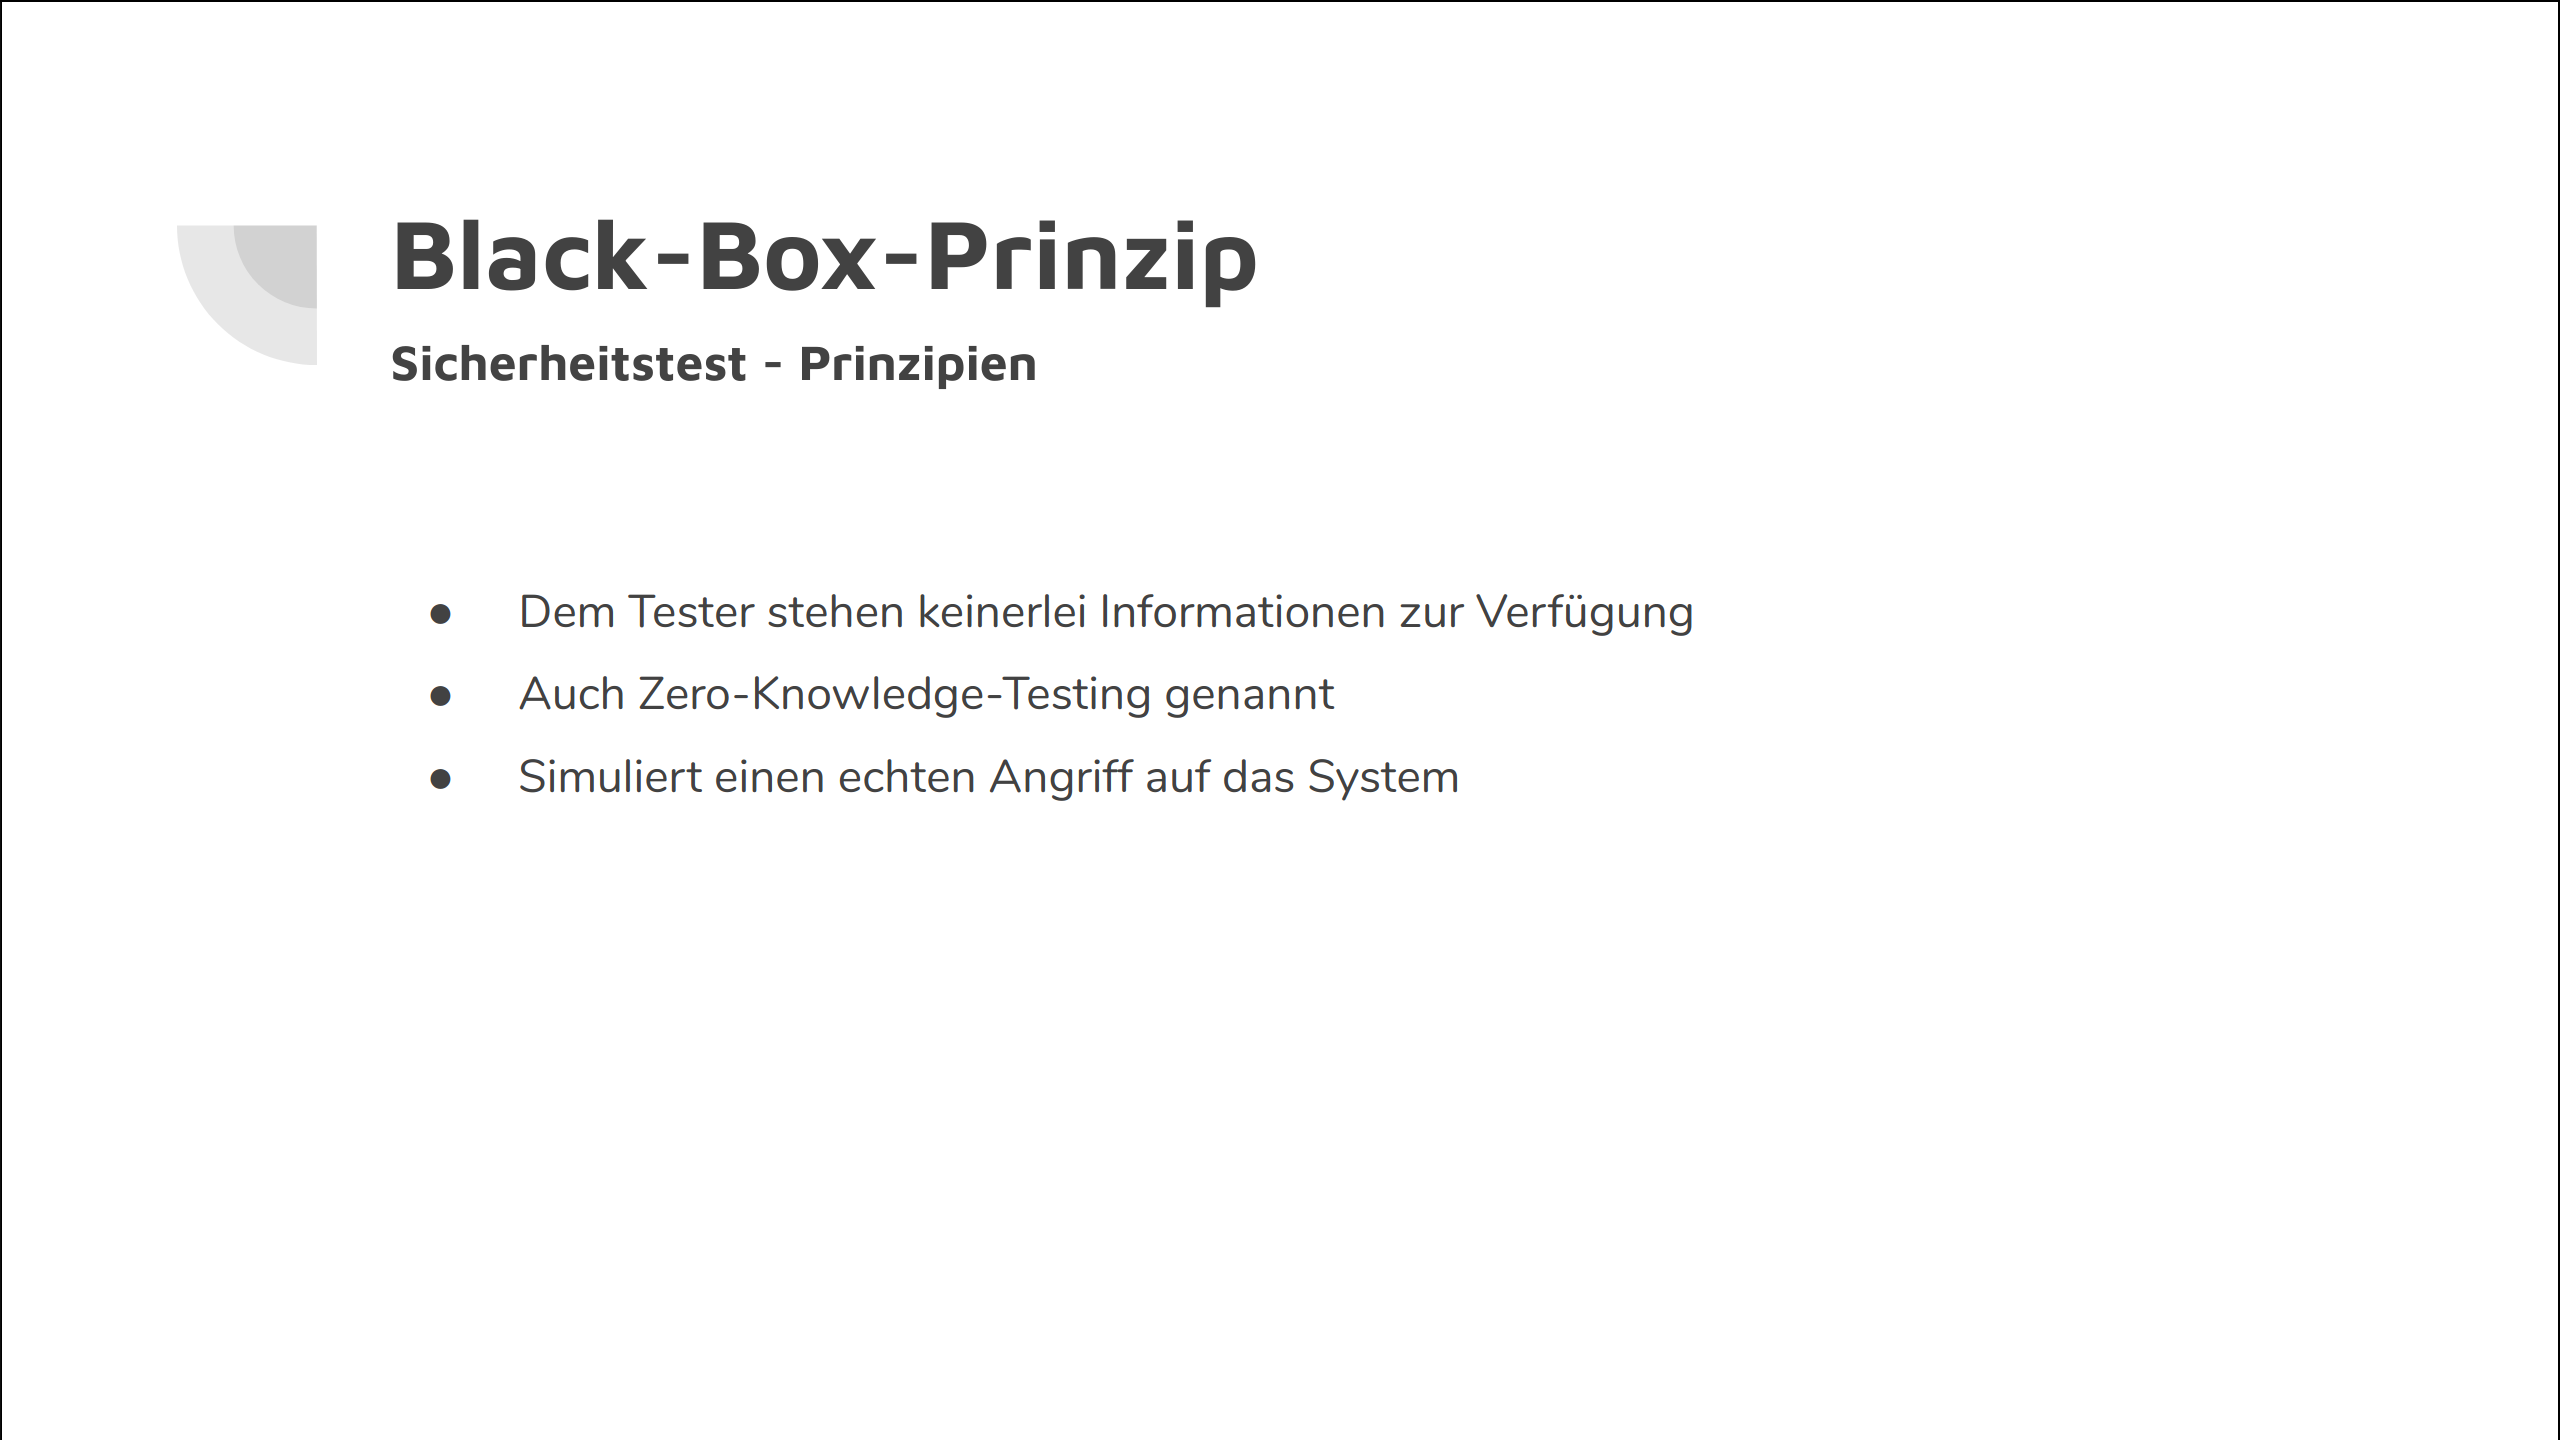 Black-Box-Prinzip
Sicherheitstest - Prinzipien
● Dem Tester stehen keinerlei Informationen zur Verfügung
● Auch Zero-Knowledge-Testing genannt
● Simuliert einen echten Angriff auf das System